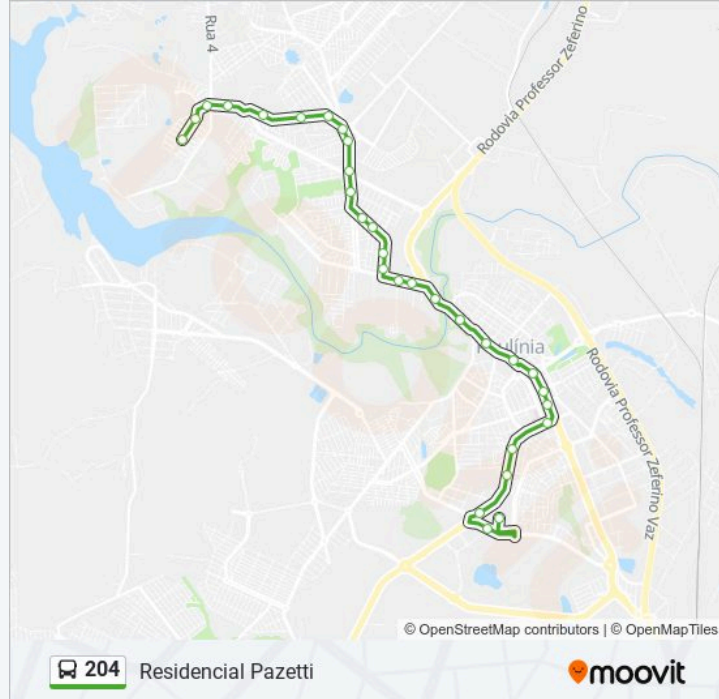 Rua 4
Rodovia Professor Zeferino
Paulínia
Rodovia Professor Zeferino Vaz
© OpenStreetMap contributors | © OpenMapTiles
204 Residencial Pazetti
moovit